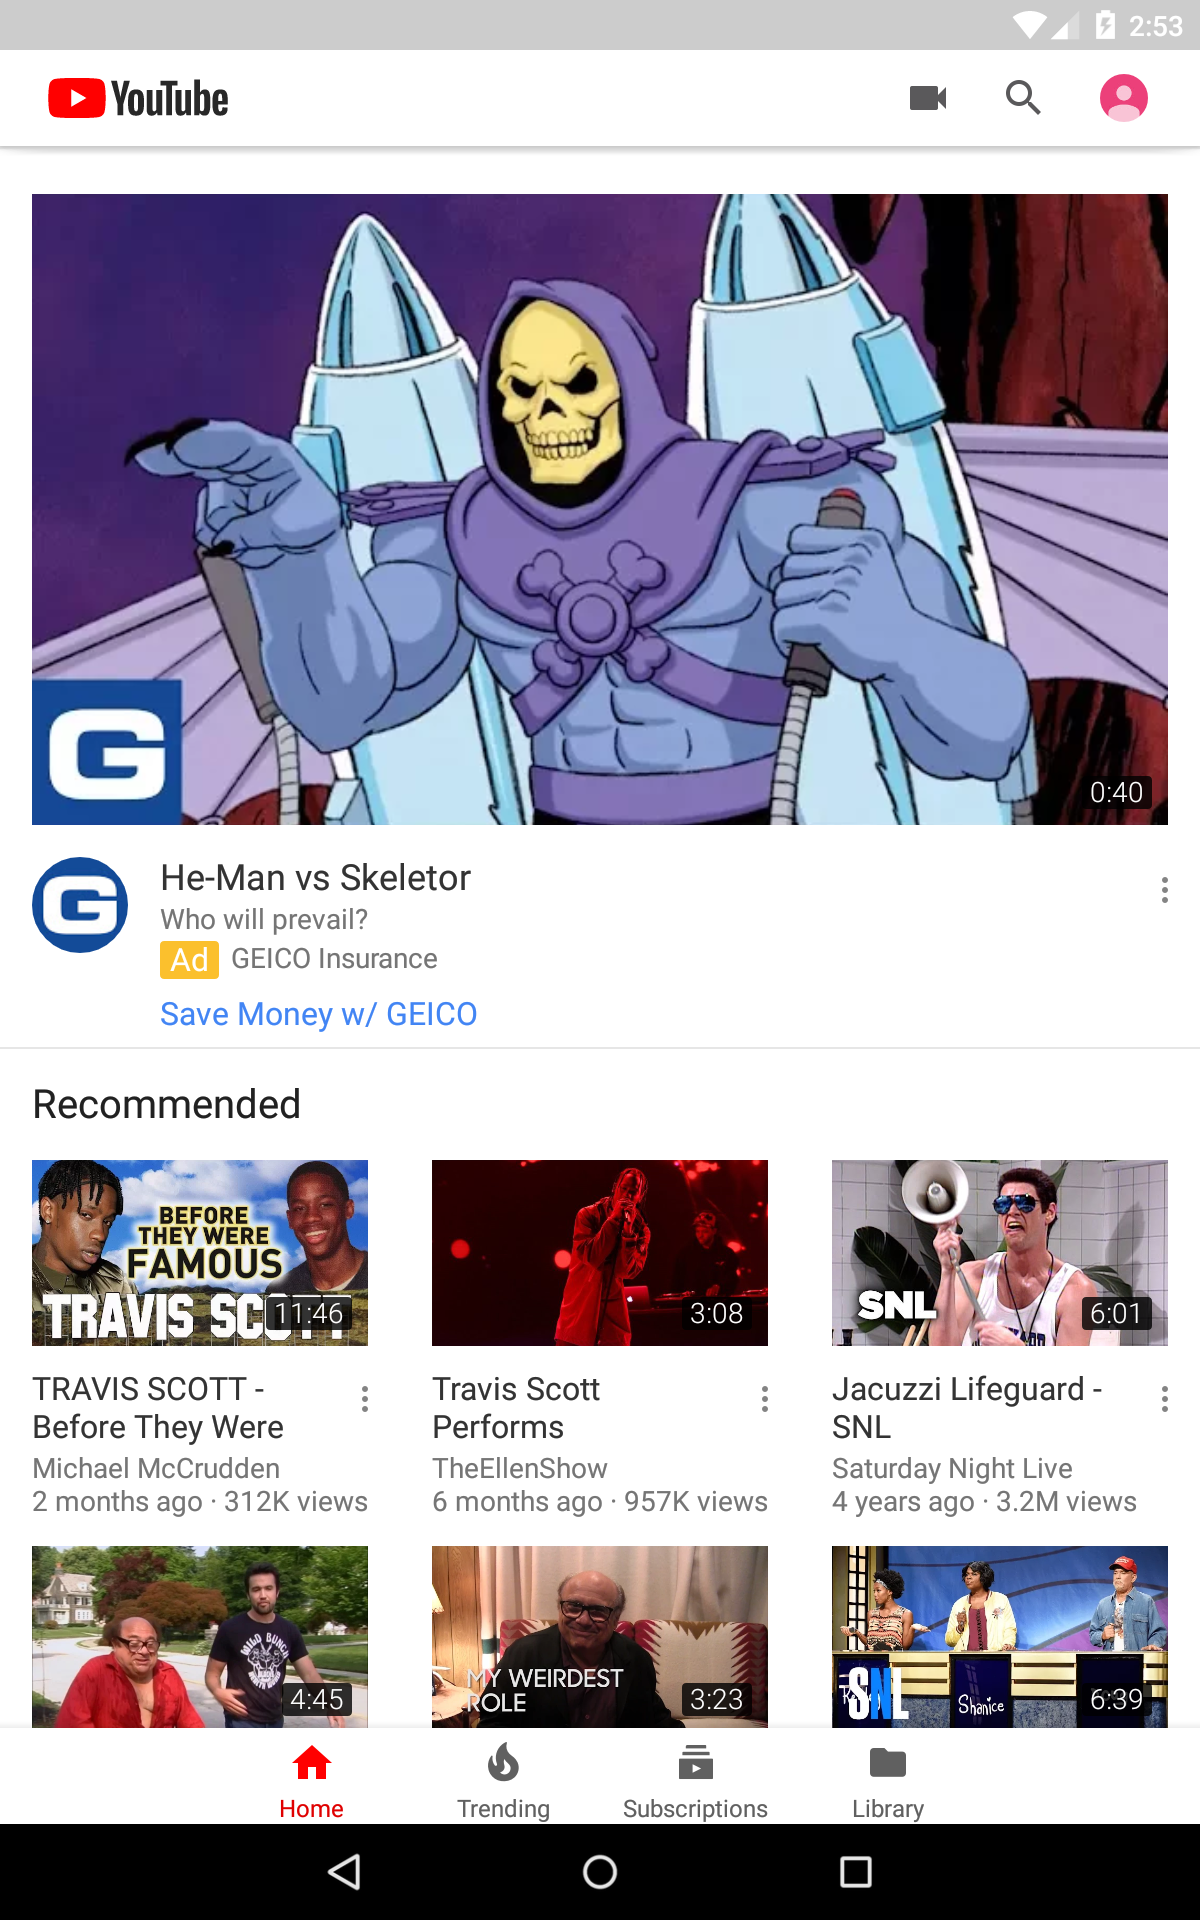 2:53
YouTube
G
0:40
G
He-Man vs Skeletor
Who will prevail?
Ad GEICO Insurance
Save Money w/ GEICO
Recommended
BEFORE
THEY WERE
FAMOUS
TRAVIS SCOTT
11:46
3:08
SNL
6:01
TRAVIS SCOTT -
Before They Were
Michael McCrudden
2 months ago · 312K views
Travis Scott
Performs
TheEllenShow
6 months ago · 957K views
Jacuzzi Lifeguard -
SNL
Saturday Night Live
4 years ago · 3.2M views
MILD BUNCH
4:45
MY WEIRDEST
ROLE
3:23
SNL
Shanice
6:39
Home
Trending
Subscriptions
Library